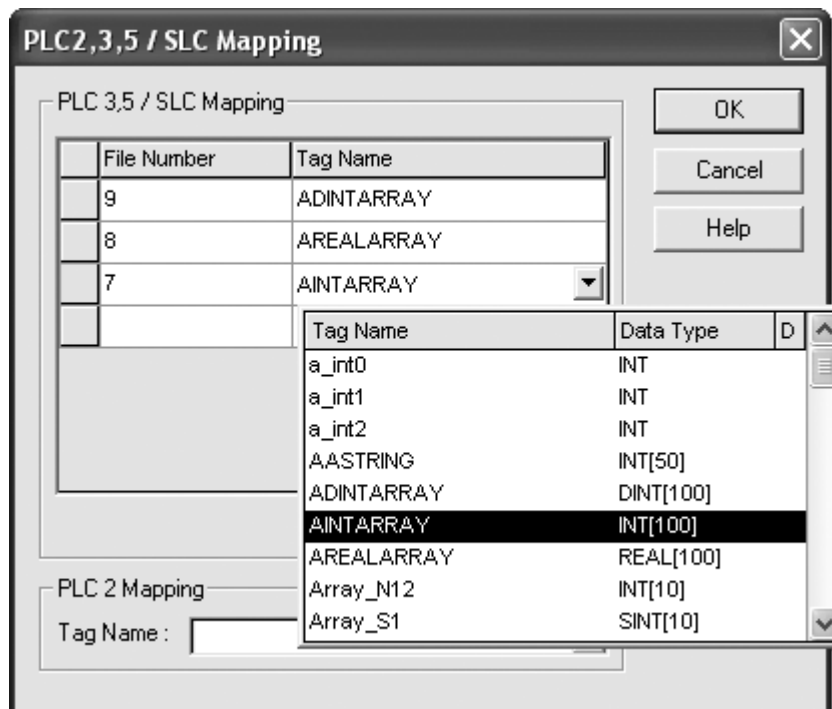 PLC2,3,5 / SLC Mapping
PLC 3,5 / SLC Mapping
OK
File Number Tag Name
Cancel
9 ADINTARRAY
8 AREALARRAY
Help
7 AINTARRAY
Tag Name Data Type D
a_int0 INT
a_int1 INT
a_int2 INT
AASTRING INT[50]
ADINTARRAY DINT[100]
AINTARRAY INT[100]
AREALARRAY REAL[100]
Array_N12 INT[10]
Array_S1 SINT[10]
PLC 2 Mapping
Tag Name :